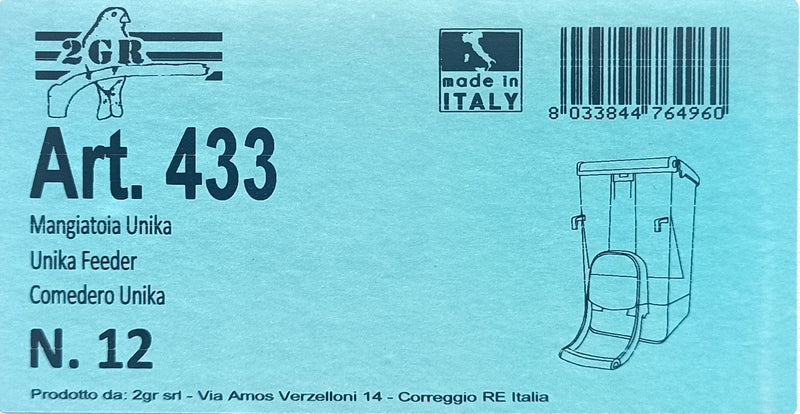 2GR
made in
ITALY
8 033844 764960
Art. 433
Mangiatoia Unika
Unika Feeder
Comedero Unika
N. 12
Prodotto da: 2gr srl - Via Amos Verzelloni 14 - Correggio RE Italia